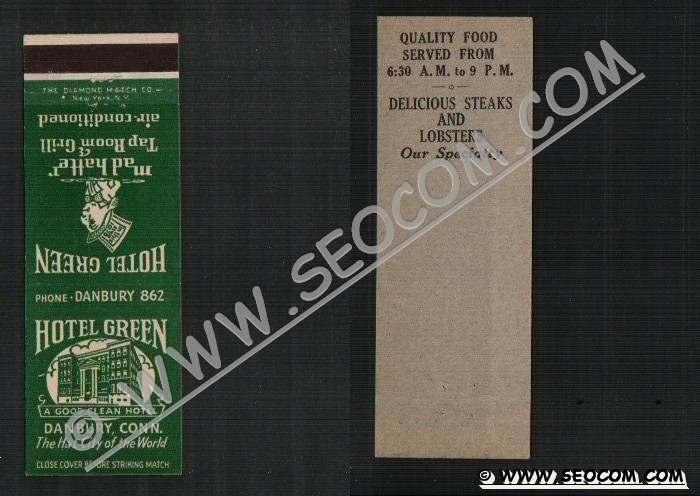 THE DIAMOND MATCH CO.
New York, N.Y.
HOTEL GREEN
mad hatter
Tap Room & Grill
air-conditioned
PHONE - DANBURY 862
HOTEL GREEN
A GOOD CLEAN HOTEL
DANBURY, CONN.
The Hat City of the World
CLOSE COVER BEFORE STRIKING MATCH
QUALITY FOOD
SERVED FROM
6:30 A. M. to 9 P. M.
DELICIOUS STEAKS
AND
LOBSTERS
Our Specialty
© WWW.SEOCOM.COM
© WWW.SEOCOM.COM